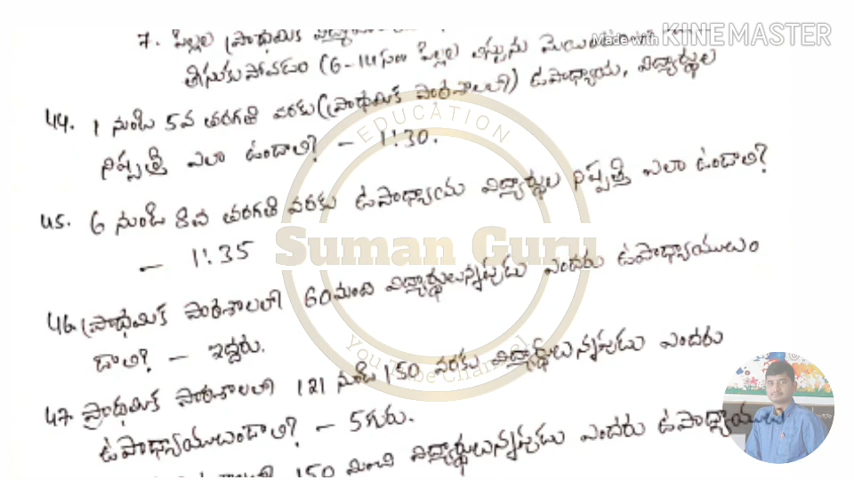 Made with KINEMASTER
7. పిల్లల ప్రాథమిక
తీసుకుపోవడం (6-14సం పిల్లల లిస్టును
44. 1 నుండి 5వ తరగతి వరకు (ప్రాథమిక పాఠశాలలో) ఉపాధ్యాయ, విద్యార్థుల
నిష్పత్తి ఎలా ఉండాలి? - 1:30.
45. 6 నుండి 8వ తరగతి వరకు ఉపాధ్యాయ విద్యార్థుల నిష్పత్తి ఎలా ఉండాలి?
- 1:35
46. ప్రాథమిక పాఠశాలలో 60మంది విద్యార్థులున్నప్పుడు ఎందరు ఉపాధ్యాయులుం
డాలి? - ఇద్దరు.
47. ప్రాథమిక పాఠశాలలో 121 నుండి 150 వరకు విద్యార్థులున్నప్పుడు ఎందరు
ఉపాధ్యాయులుండాలి? - 5గురు.
150 మించి విద్యార్థులున్నప్పుడు ఎందరు ఉపాధ్యాయులు
EDUCATION
Suman Guru
YouTube Channel